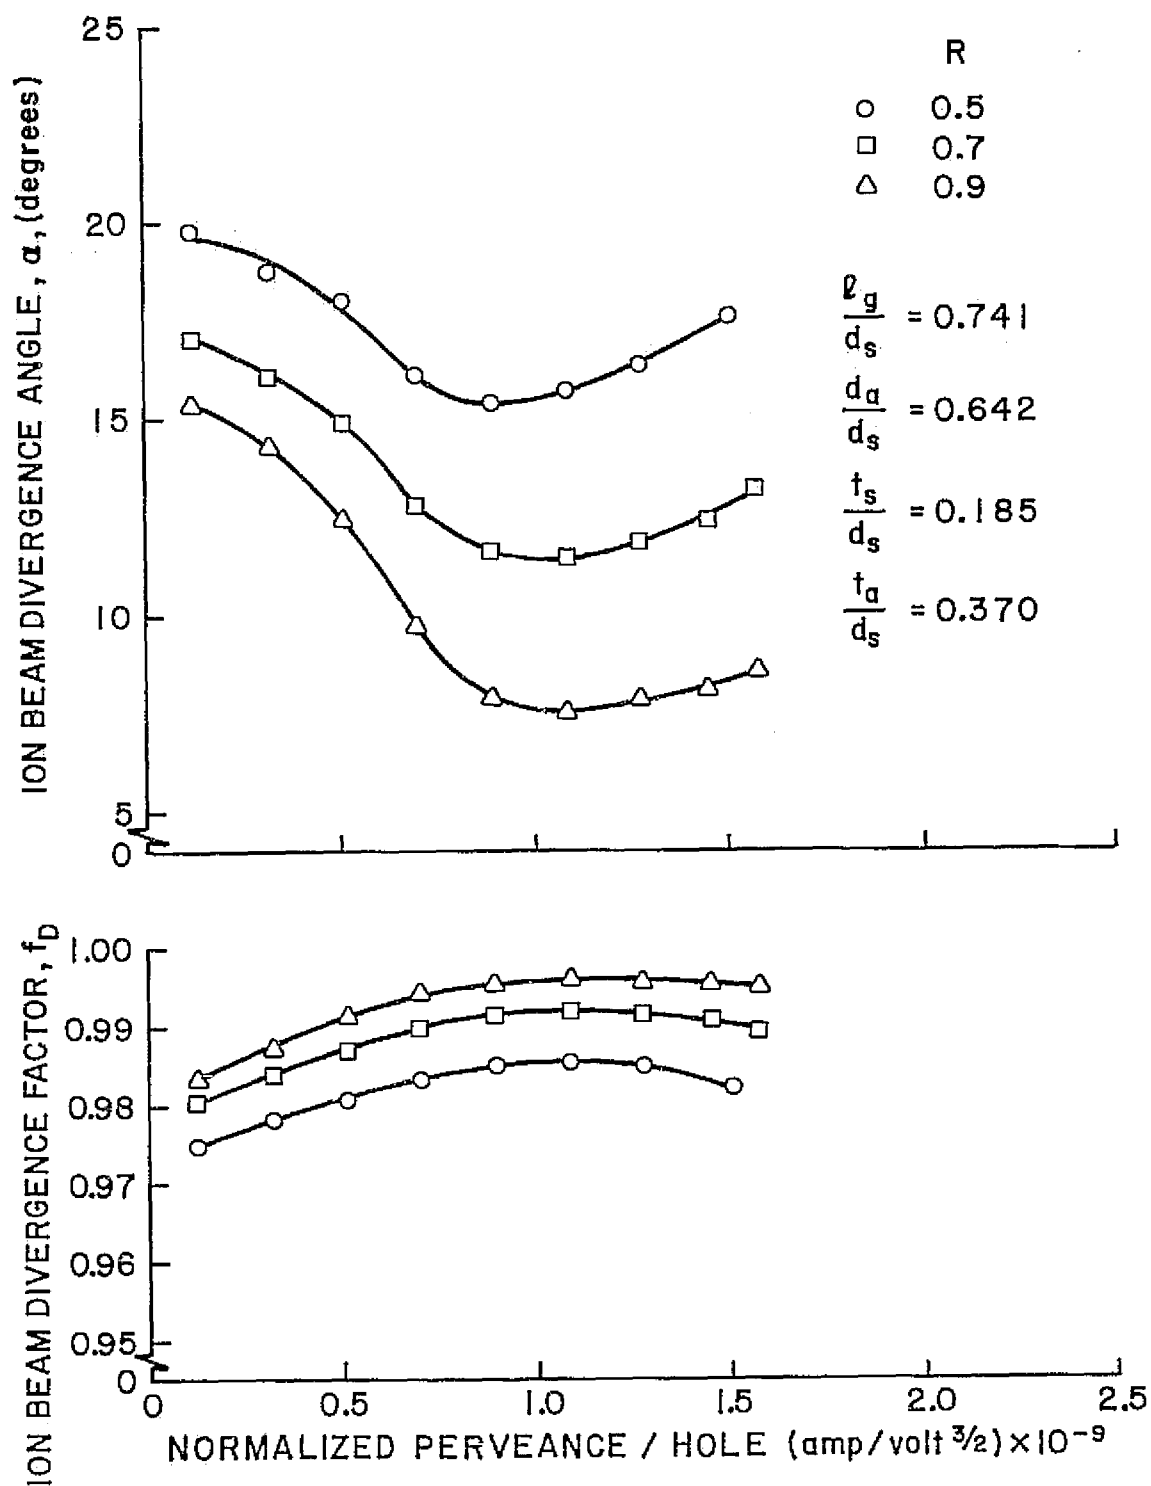 25
20
15
10
5
0
ION BEAM DIVERGENCE ANGLE, α, (degrees)
R
0.5
0.7
0.9
ℓg/ds = 0.741
da/ds = 0.642
ts/ds = 0.185
ta/ds = 0.370
1.00
0.99
0.98
0.97
0.96
0.95
0
ION BEAM DIVERGENCE FACTOR, fD
0 0.5 1.0 1.5 2.0 2.5
NORMALIZED PERVEANCE / HOLE (amp/volt 3/2) × 10⁻⁹